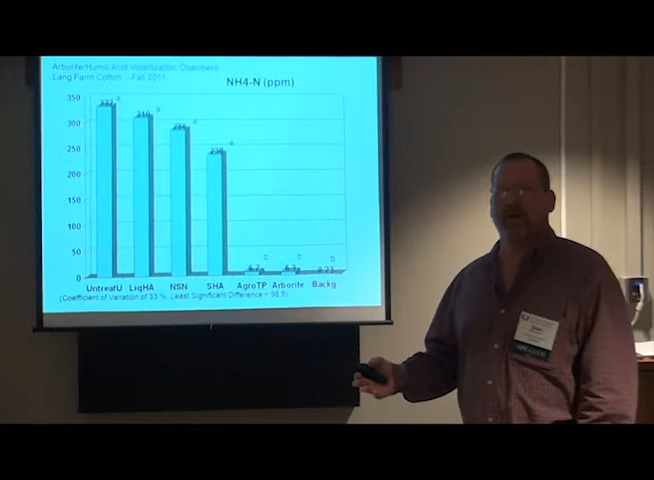 Arborite/Humic Acid Volatilization Chambers
Lang Farm Cotton - Fall 2011
NH4-N (ppm)
350
300
250
200
150
100
50
0
a
a
a
a
b
b
b
UntreatU LiqHA NSN SHA AgroTP Arborite Backg
(Coefficient of Variation of 33 %, Least Significant Difference = 98.9)
SPEAKER